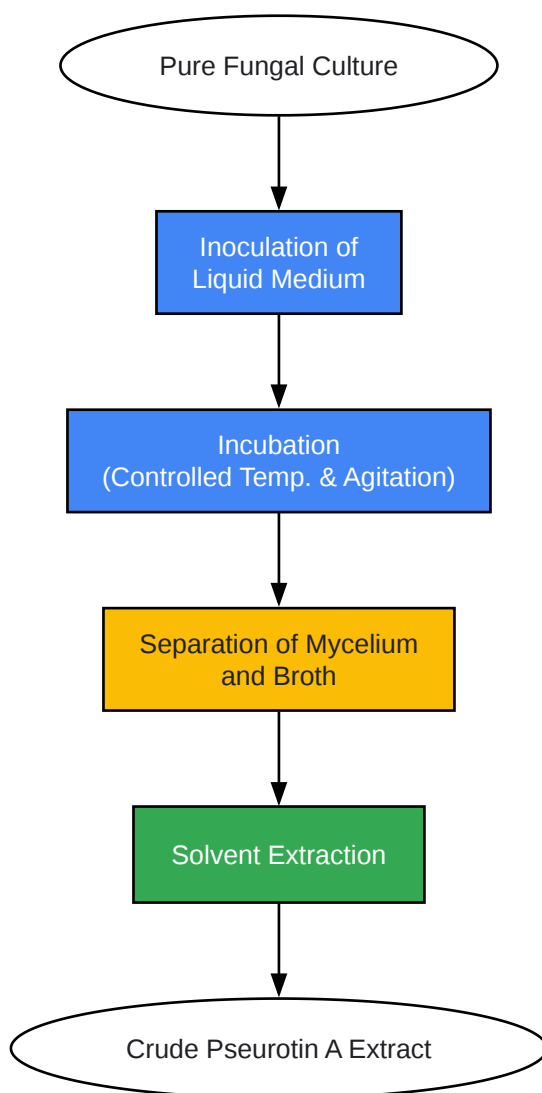 Pure Fungal Culture
Inoculation of
Liquid Medium
Incubation
(Controlled Temp. & Agitation)
Separation of Mycelium
and Broth
Solvent Extraction
Crude Pseurotin A Extract